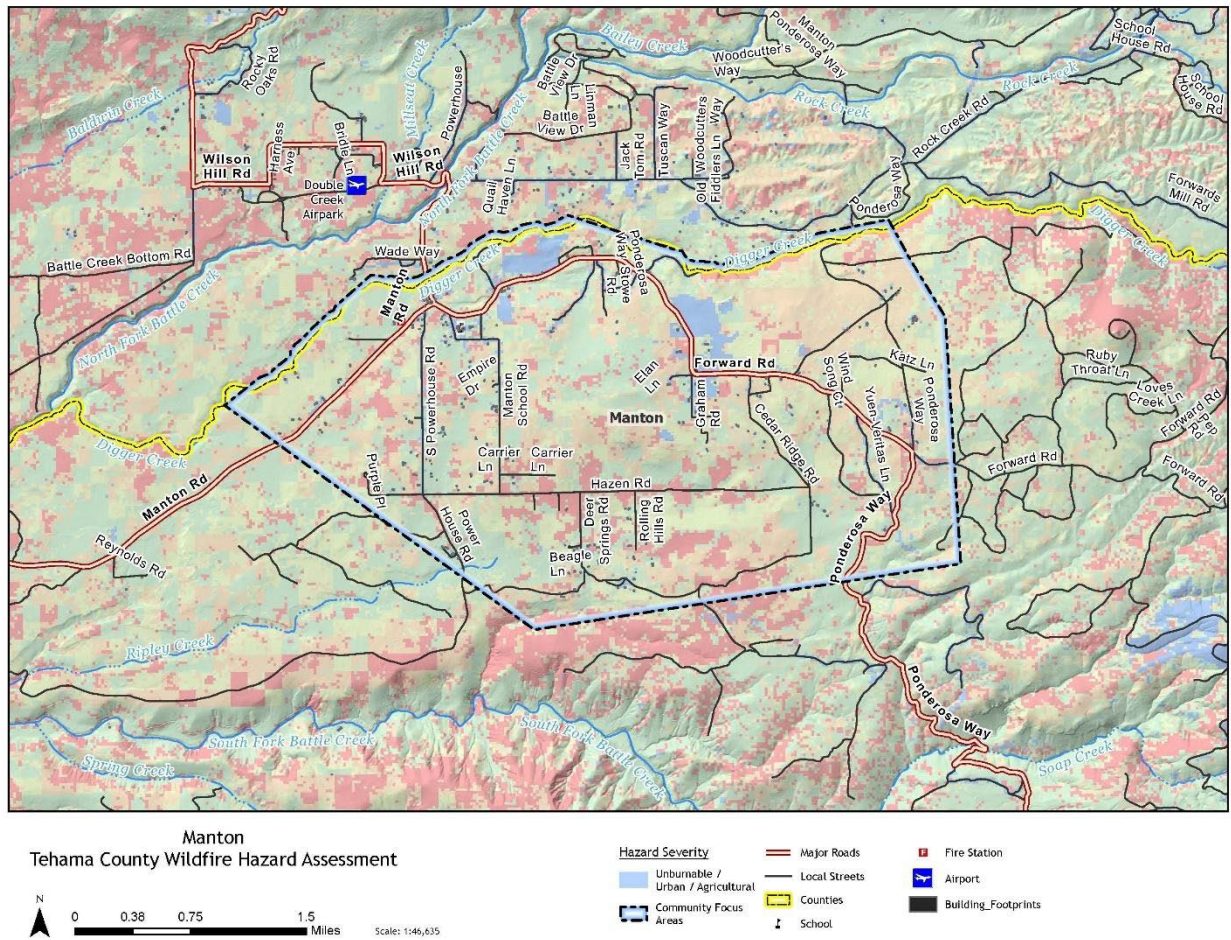 Baldwin Creek
Rocky
Oaks Rd
Millseat Creek
Powerhouse
Battle
View Dr
Bailey Creek
Woodcutter's
Way
Manton
Ponderosa Way
School
House Rd
Rock Creek
School
House Rd
Rock Creek
Rock Creek Rd
Linman
Ln
Battle
View Dr
Jack
Tom Rd
Tuscan Way
Old Woodcutters
Fiddlers Ln Way
Wilson
Hill Rd
Harness
Ave
Bridle Ln
Wilson
Hill Rd
Double
Creek
Airpark
North Fork Battle Creek
Quail
Haven Ln
Ponderosa Way
Forwards
Mill Rd
Digger Creek
Battle Creek Bottom Rd
Wade Way
Digger Creek
Ponderosa
Way
Stowe
Rd
Digger Creek
Manton
Rd
North Fork Battle Creek
Digger Creek
S Powerhouse Rd
Empire
Dr
Manton
School Rd
Elan
Ln
Forward Rd
Graham
Rd
Manton
Wind
Song Ct
Katz Ln
Yuen-Veritas Ln
Ponderosa
Way
Cedar Ridge Rd
Ruby
Throat Ln
Loves
Creek Ln
Forward Rd
Pep
Rd
Forward Rd
Forward Rd
Manton Rd
Purple Pl
Carrier
Ln
Carrier
Ln
Hazen Rd
Power
House Rd
Beagle
Ln
Deer
Springs Rd
Rolling
Hills Rd
Ponderosa Way
Reynolds Rd
Ripley Creek
Ponderosa Way
South Fork Battle Creek
South Fork Battle Creek
Spring Creek
Soap Creek
Manton
Tehama County Wildfire Hazard Assessment
N
0 0.38 0.75 1.5
Miles
Scale: 1:46,635
Hazard Severity
Unburnable /
Urban / Agricultural
Community Focus
Areas
Major Roads
Local Streets
Counties
School
F Fire Station
Airport
Building_Footprints